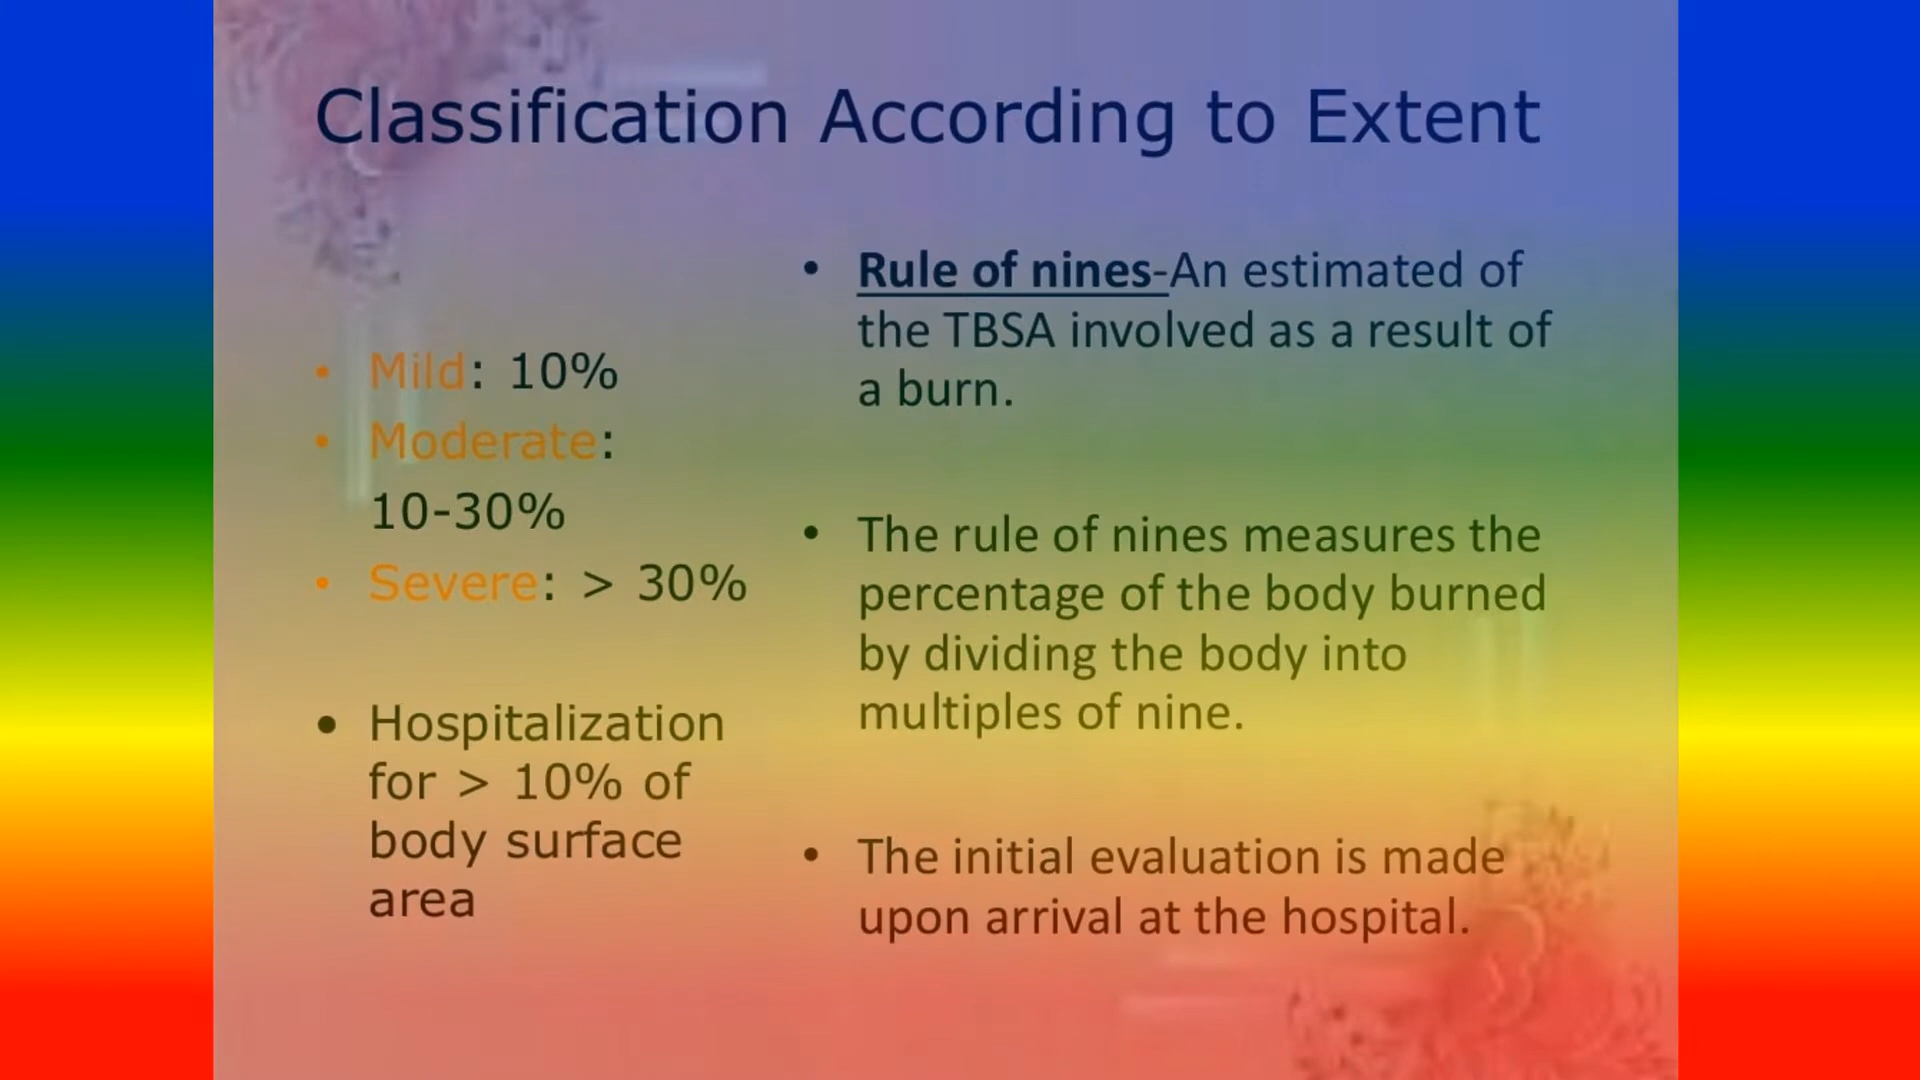 Classification According to Extent
• Mild: 10%
• Moderate:
10-30%
• Severe: > 30%
• Hospitalization
for > 10% of
body surface
area
• Rule of nines-An estimated of
the TBSA involved as a result of
a burn.
• The rule of nines measures the
percentage of the body burned
by dividing the body into
multiples of nine.
• The initial evaluation is made
upon arrival at the hospital.